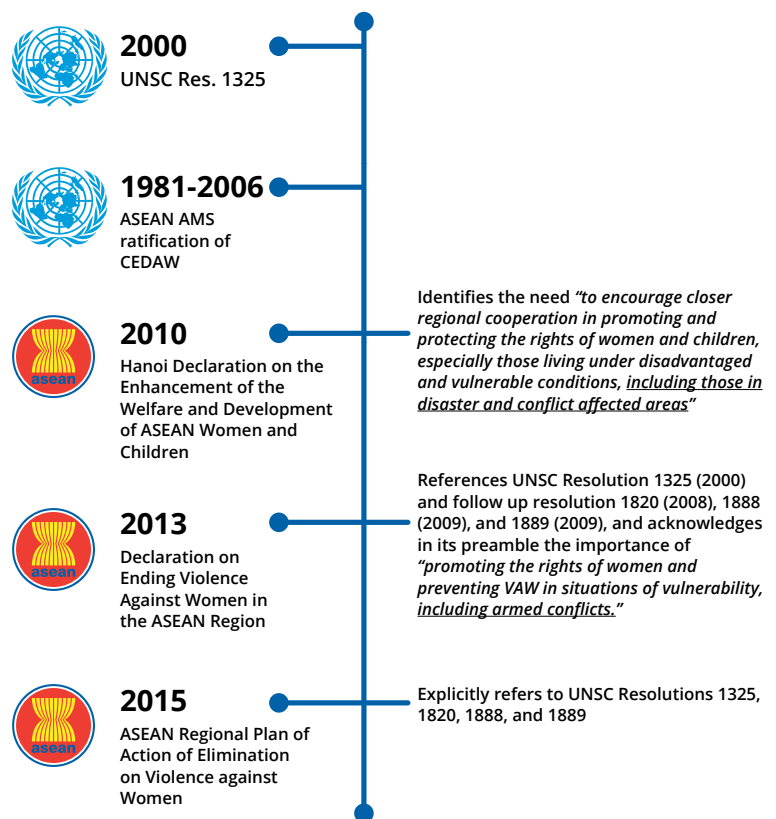 2000
UNSC Res. 1325
1981-2006
ASEAN AMS
ratification of
CEDAW
asean
2010
Hanoi Declaration on the
Enhancement of the
Welfare and Development
of ASEAN Women and
Children
Identifies the need “to encourage closer
regional cooperation in promoting and
protecting the rights of women and children,
especially those living under disadvantaged
and vulnerable conditions, including those in
disaster and conflict affected areas”
asean
2013
Declaration on
Ending Violence
Against Women in
the ASEAN Region
References UNSC Resolution 1325 (2000)
and follow up resolution 1820 (2008), 1888
(2009), and 1889 (2009), and acknowledges
in its preamble the importance of
“promoting the rights of women and
preventing VAW in situations of vulnerability,
including armed conflicts.”
asean
2015
ASEAN Regional Plan of
Action of Elimination
on Violence against
Women
Explicitly refers to UNSC Resolutions 1325,
1820, 1888, and 1889